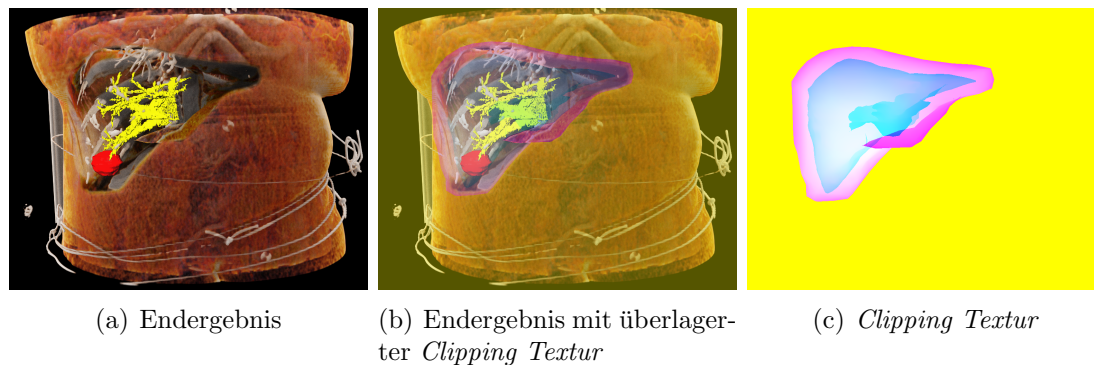 (a) Endergebnis
(b) Endergebnis mit überlager-
ter Clipping Textur
(c) Clipping Textur